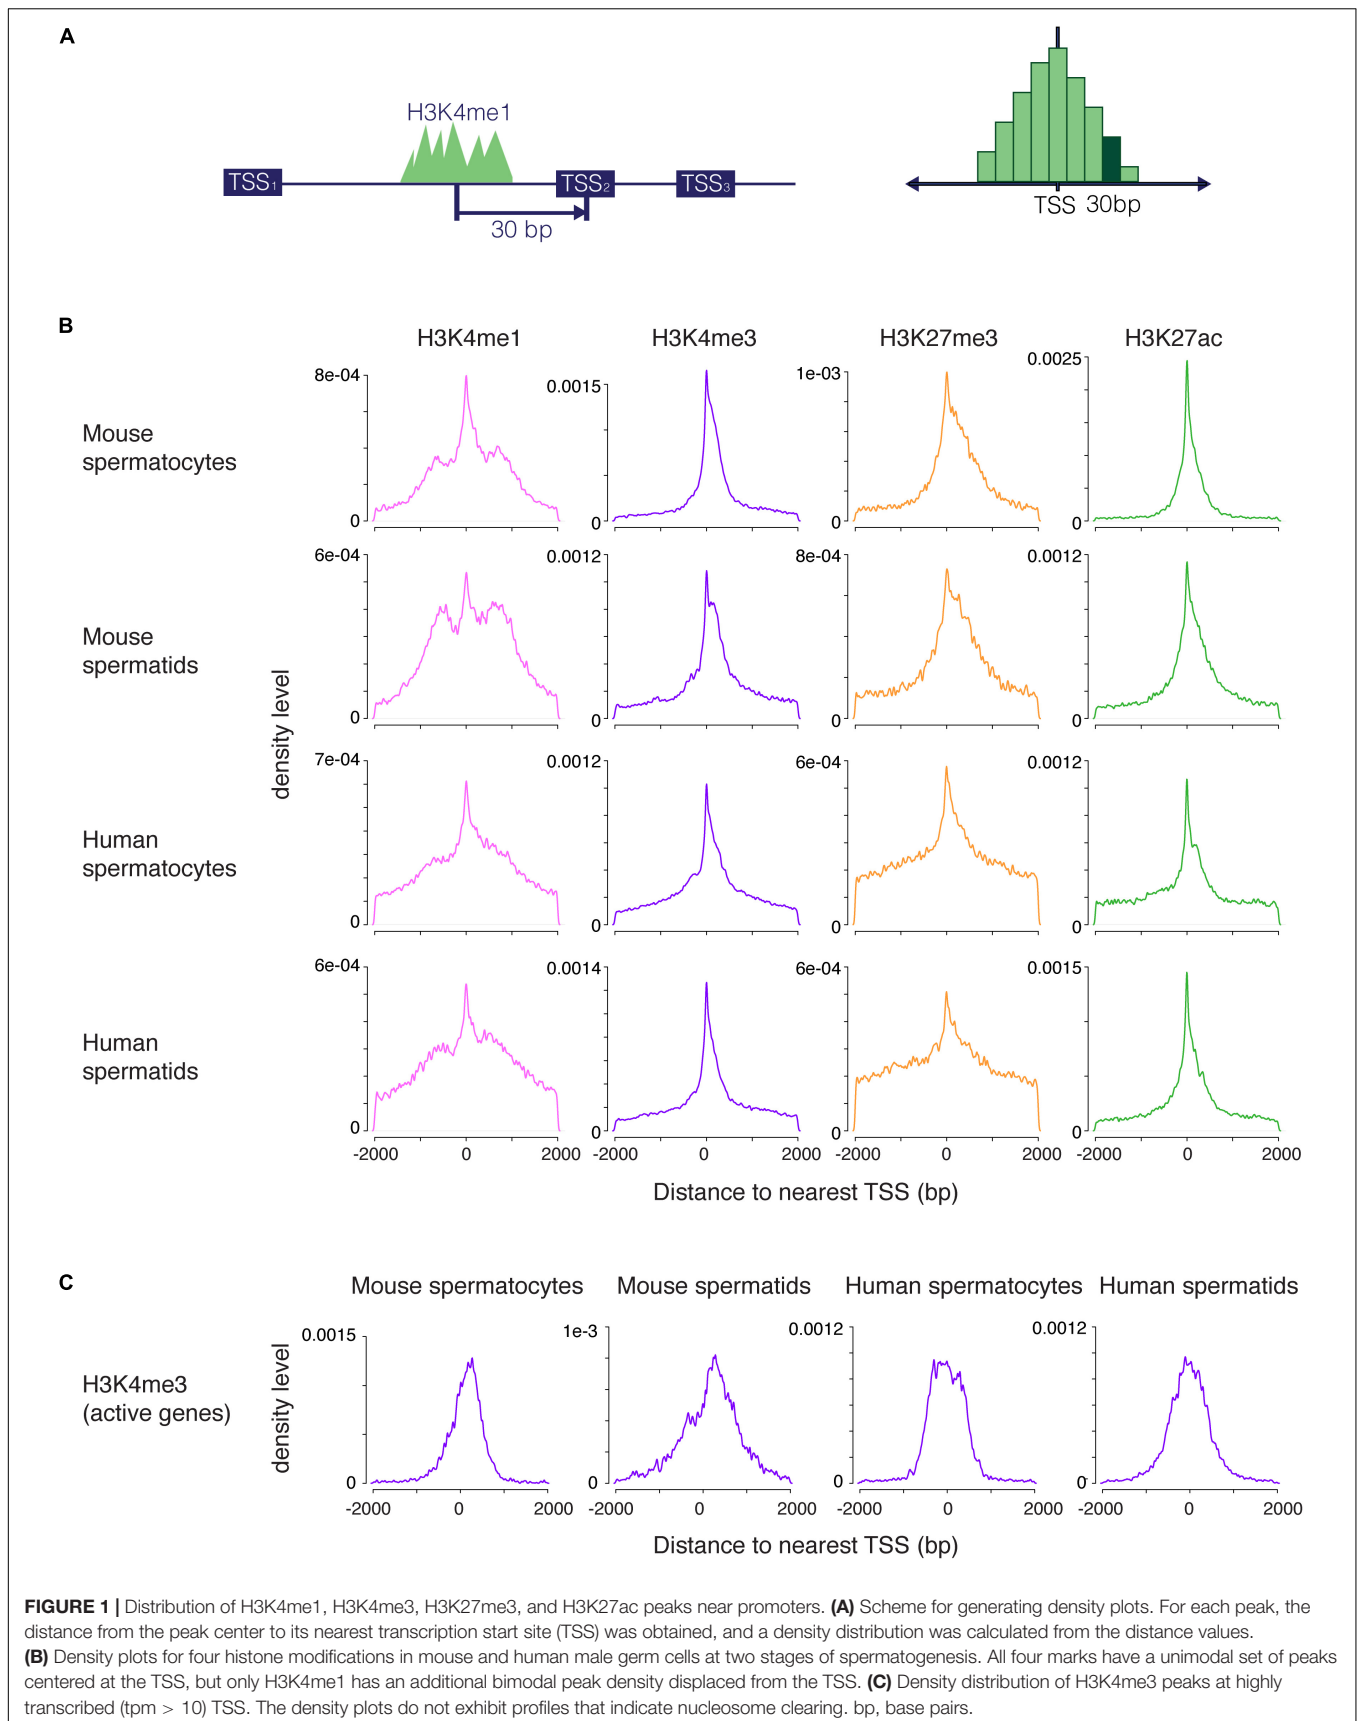 A
H3K4me1
TSS1 TSS2 TSS3
30 bp
TSS 30bp
B
H3K4me1 H3K4me3 H3K27me3 H3K27ac
Mouse
spermatocytes
8e-04
0
0.0015
0
1e-03
0
0.0025
0
Mouse
spermatids
6e-04
0
0.0012
0
8e-04
0
0.0012
0
density level
Human
spermatocytes
7e-04
0
0.0012
0
6e-04
0
0.0012
0
Human
spermatids
6e-04
0
0.0014
0
6e-04
0
0.0015
0
-2000 0 2000 -2000 0 2000 -2000 0 2000 -2000 0 2000
Distance to nearest TSS (bp)
C
Mouse spermatocytes Mouse spermatids Human spermatocytes Human spermatids
H3K4me3
(active genes)
density level
0.0015
0
1e-3
0
0.0012
0
0.0012
0
-2000 0 2000 -2000 0 2000 -2000 0 2000 -2000 0 2000
Distance to nearest TSS (bp)
FIGURE 1 | Distribution of H3K4me1, H3K4me3, H3K27me3, and H3K27ac peaks near promoters. (A) Scheme for generating density plots. For each peak, the
distance from the peak center to its nearest transcription start site (TSS) was obtained, and a density distribution was calculated from the distance values.
(B) Density plots for four histone modifications in mouse and human male germ cells at two stages of spermatogenesis. All four marks have a unimodal set of peaks
centered at the TSS, but only H3K4me1 has an additional bimodal peak density displaced from the TSS. (C) Density distribution of H3K4me3 peaks at highly
transcribed (tpm > 10) TSS. The density plots do not exhibit profiles that indicate nucleosome clearing. bp, base pairs.